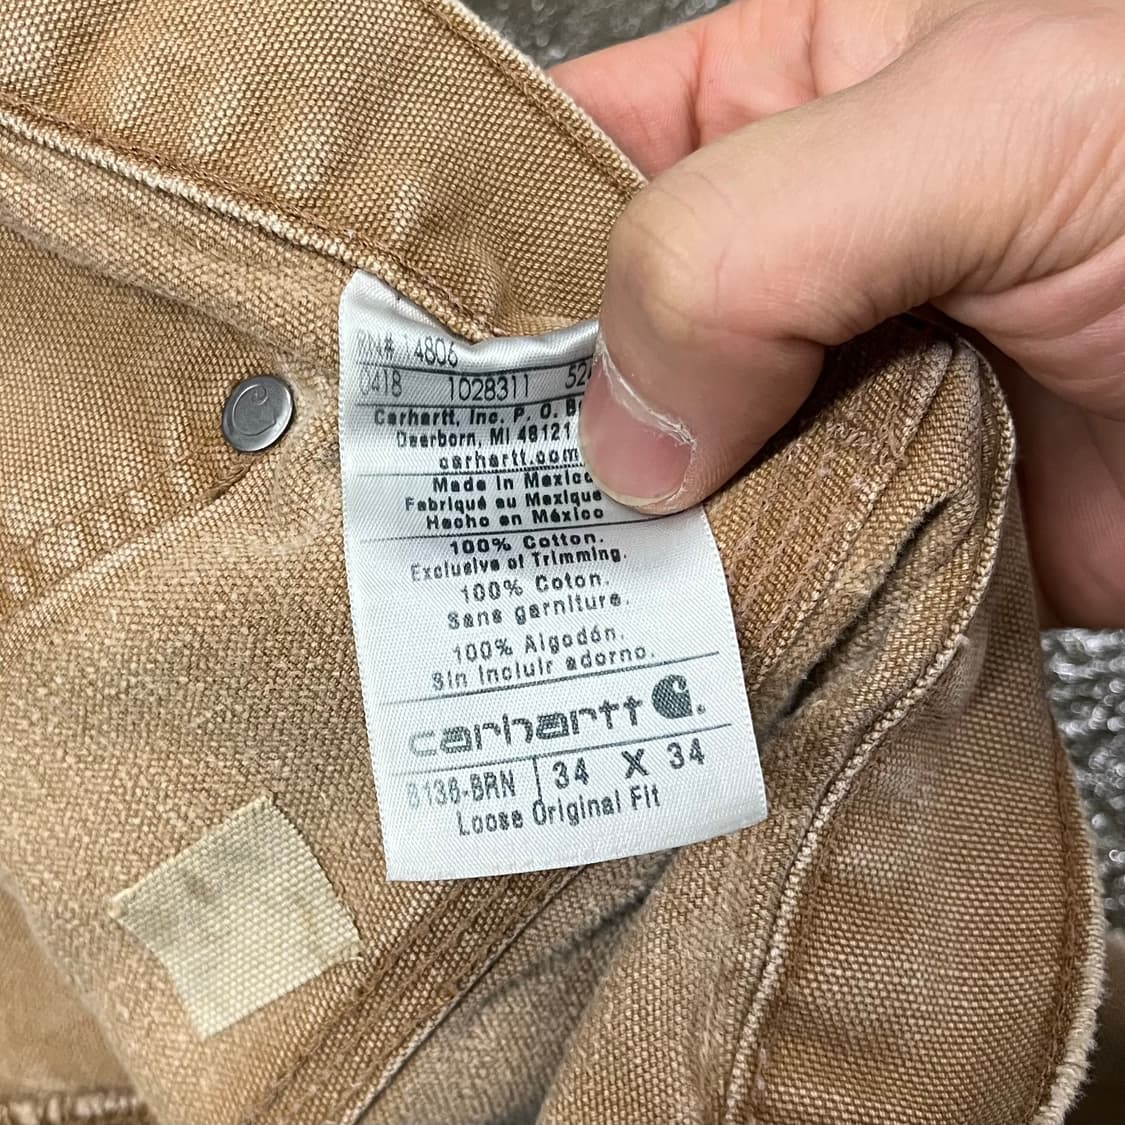 RN# 14806
0418 1028311 52
Carhartt, Inc. P. O. B
Dearborn, MI 48121
carhartt.com
Made in Mexico
Fabriqué au Mexique
Hecho en México
100% Cotton.
Exclusive of Trimming.
100% Coton.
Sans garniture.
100% Algodón.
Sin Incluir adorno.
carhartt
B136-BRN 34 X 34
Loose Original Fit